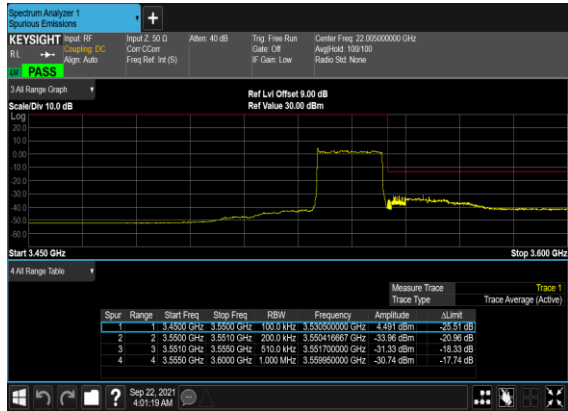 Spectrum Analyzer 1
Spurious Emissions
KEYSIGHT Input: RF Input Z: 50 Ω Atten: 40 dB Trig: Free Run Center Freq: 22.005000000 GHz
RL Coupling: DC Corr CCorr Gate: Off Avg|Hold: 100/100
Align: Auto Freq Ref: Int (S) IF Gain: Low Radio Std: None
PASS
3 All Range Graph Ref Lvl Offset 9.00 dB
Scale/Div 10.0 dB Ref Value 30.00 dBm
Log
20.0
10.0
0.00
-10.0
-20.0
-30.0
-40.0
-50.0
-60.0
Start 3.450 GHz Stop 3.600 GHz
4 All Range Table
Measure Trace Trace 1
Trace Type Trace Average (Active)
Spur Range Start Freq Stop Freq RBW Frequency Amplitude ΔLimit
1 1 3.4500 GHz 3.5500 GHz 100.0 kHz 3.530500000 GHz 4.491 dBm -25.51 dB
2 2 3.5500 GHz 3.5510 GHz 200.0 kHz 3.550416667 GHz -33.96 dBm -20.96 dB
3 3 3.5510 GHz 3.5550 GHz 510.0 kHz 3.551700000 GHz -31.33 dBm -18.33 dB
4 4 3.5550 GHz 3.6000 GHz 1.000 MHz 3.559950000 GHz -30.74 dBm -17.74 dB
Sep 22, 2021
4:01:19 AM